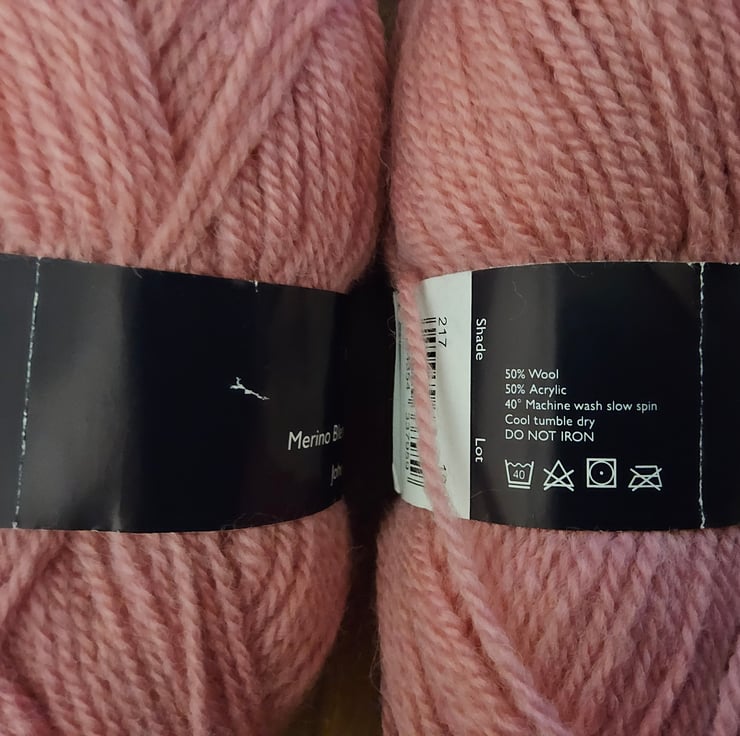 Merino
217
Shade
Lot
50% Wool
50% Acrylic
40° Machine wash slow spin
Cool tumble dry
DO NOT IRON
40